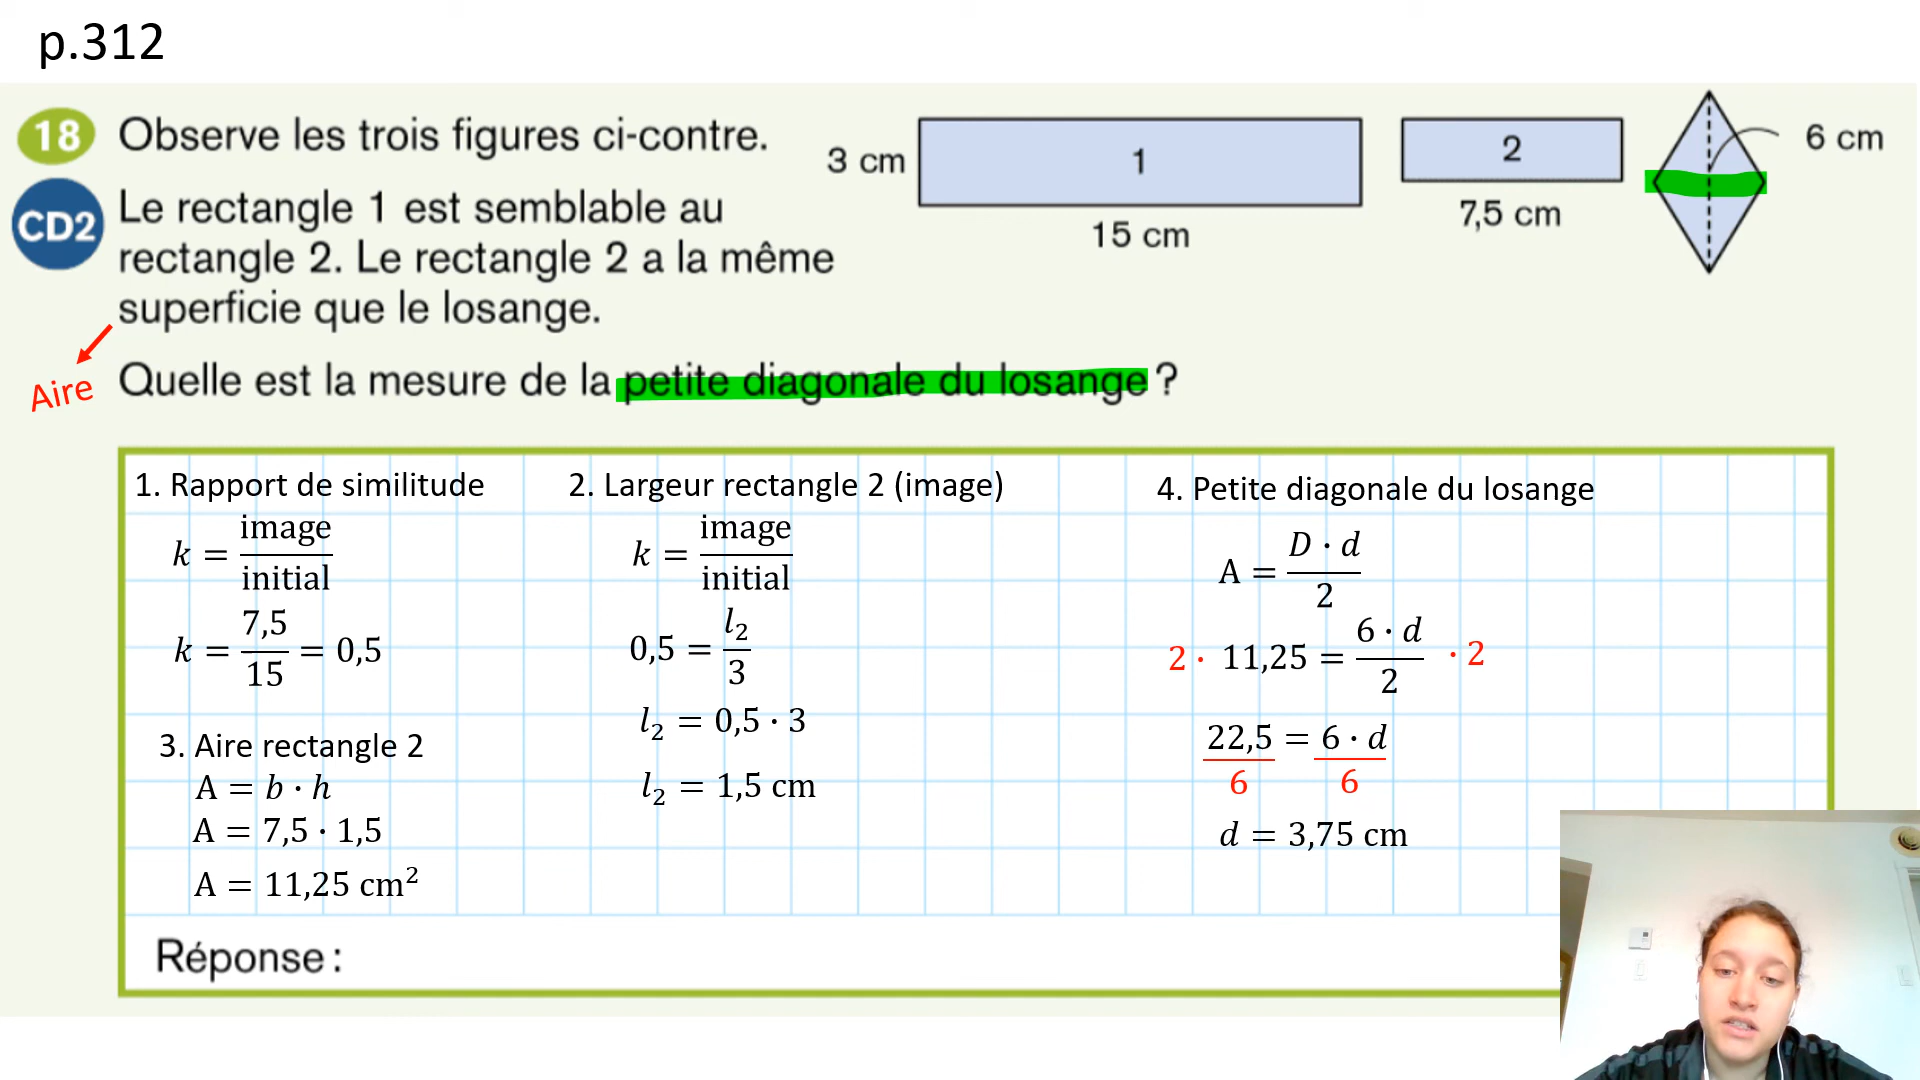 p.312
18 Observe les trois figures ci-contre.
3 cm
1
15 cm
2
7,5 cm
6 cm
CD2
Le rectangle 1 est semblable au
rectangle 2. Le rectangle 2 a la même
superficie que le losange.
Aire
Quelle est la mesure de la petite diagonale du losange ?
1. Rapport de similitude
k = image/initial
k = 7,5/15 = 0,5
2. Largeur rectangle 2 (image)
k = image/initial
0,5 = l₂/3
l₂ = 0,5 · 3
l₂ = 1,5 cm
3. Aire rectangle 2
A = b · h
A = 7,5 · 1,5
A = 11,25 cm²
4. Petite diagonale du losange
A = D · d/2
2 · 11,25 = 6 · d/2 · 2
22,5/6 = 6 · d/6
d = 3,75 cm
Réponse :